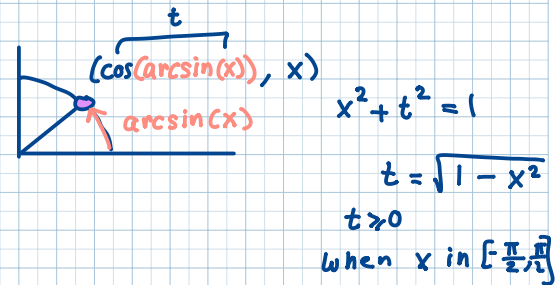 t
(cos(arcsin(x)), x)
arcsin(x)
x² + t² = 1
t = √(1 - x²)
t ≥ 0
when x in [-π/2, π/2]